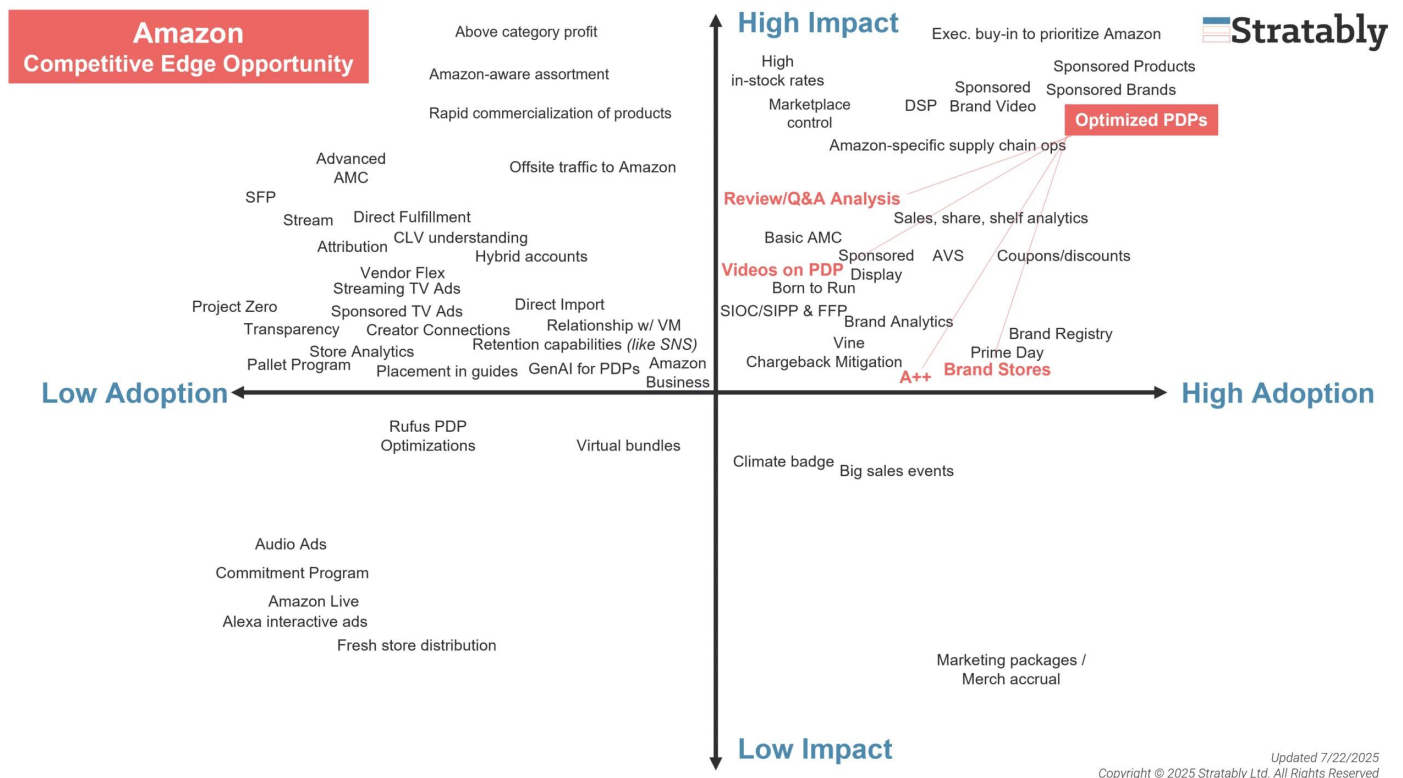 Amazon
Competitive Edge Opportunity
High Impact
Stratably
Above category profit
Amazon-aware assortment
Rapid commercialization of products
Advanced
AMC
Offsite traffic to Amazon
SFP
Stream
Direct Fulfillment
Attribution
CLV understanding
Hybrid accounts
Vendor Flex
Streaming TV Ads
Project Zero
Sponsored TV Ads
Direct Import
Transparency
Creator Connections
Relationship w/ VM
Store Analytics
Retention capabilities (like SNS)
Pallet Program
Placement in guides
GenAI for PDPs
Amazon
Business
Exec. buy-in to prioritize Amazon
High
in-stock rates
Sponsored Products
Sponsored
Brand Video
Sponsored Brands
Marketplace
control
DSP
Optimized PDPs
Amazon-specific supply chain ops
Review/Q&A Analysis
Sales, share, shelf analytics
Basic AMC
Sponsored
Display
AVS
Coupons/discounts
Videos on PDP
Born to Run
SIOC/SIPP & FFP
Brand Analytics
Brand Registry
Vine
Prime Day
Chargeback Mitigation
Brand Stores
A++
Low Adoption
High Adoption
Rufus PDP
Optimizations
Virtual bundles
Climate badge
Big sales events
Audio Ads
Commitment Program
Amazon Live
Alexa interactive ads
Fresh store distribution
Marketing packages /
Merch accrual
Low Impact
Updated 7/22/2025
Copyright © 2025 Stratably Ltd. All Rights Reserved